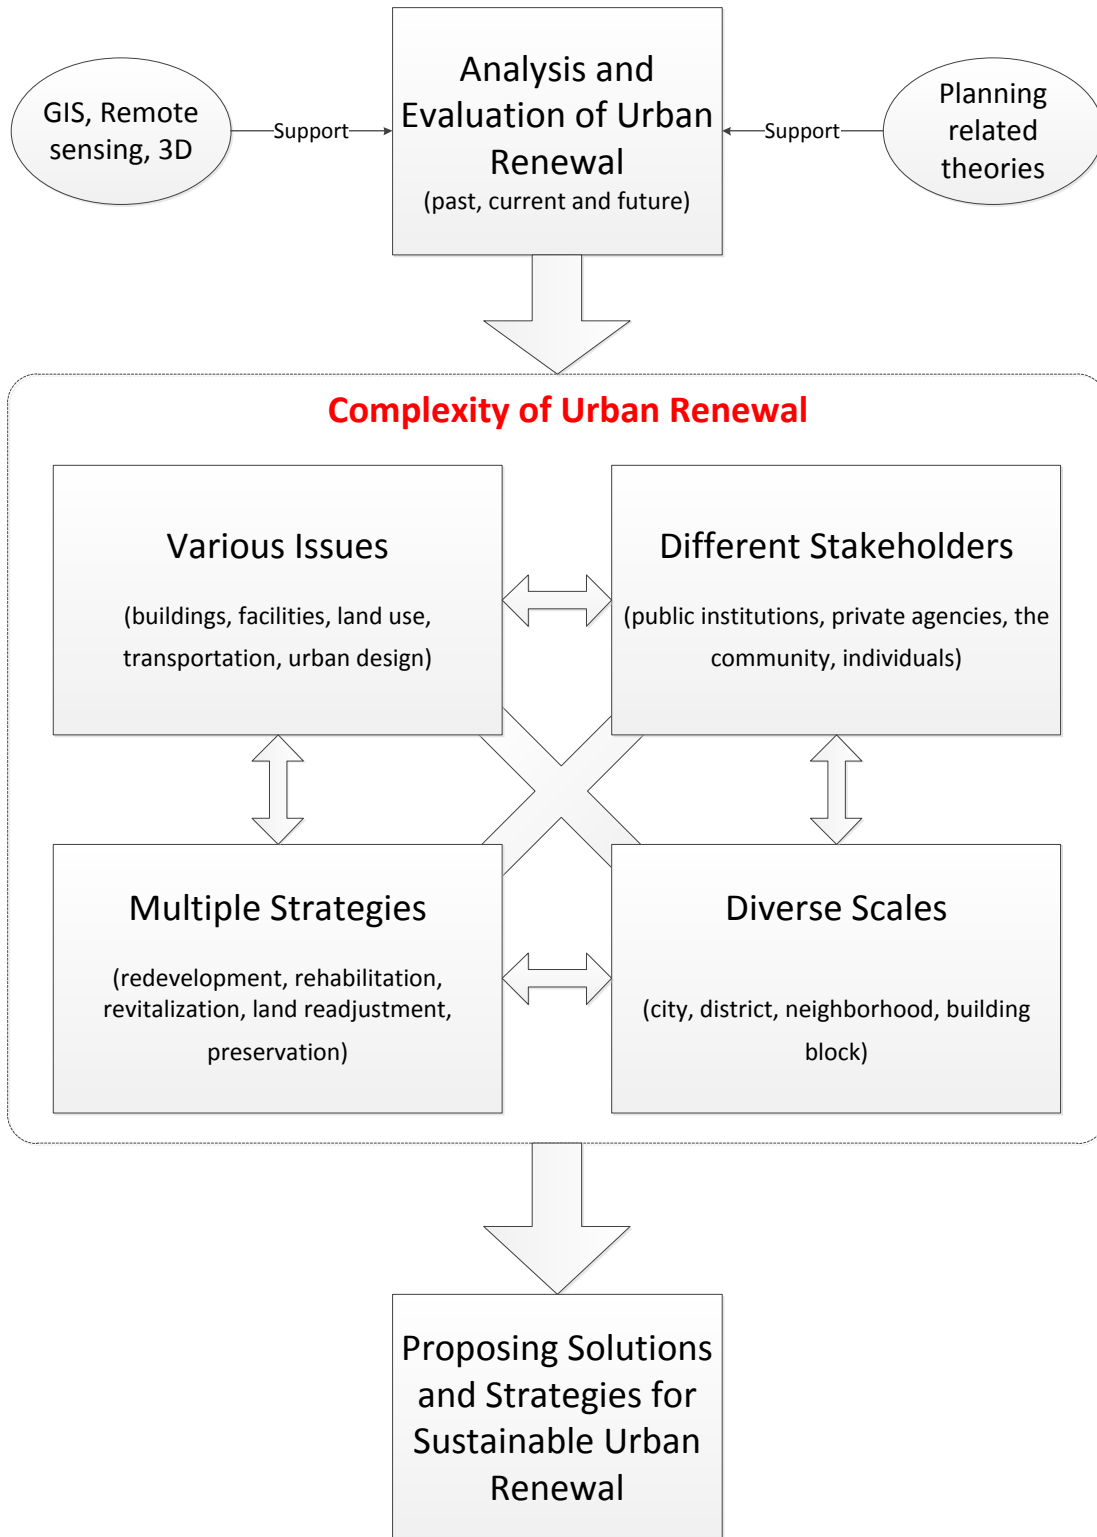 Analysis and
Evaluation of Urban
Renewal
(past, current and future)
GIS, Remote
sensing, 3D
Support
Support
Planning
related
theories
Complexity of Urban Renewal
Various Issues
(buildings, facilities, land use,
transportation, urban design)
Different Stakeholders
(public institutions, private agencies, the
community, individuals)
Multiple Strategies
(redevelopment, rehabilitation,
revitalization, land readjustment,
preservation)
Diverse Scales
(city, district, neighborhood, building
block)
Proposing Solutions
and Strategies for
Sustainable Urban
Renewal